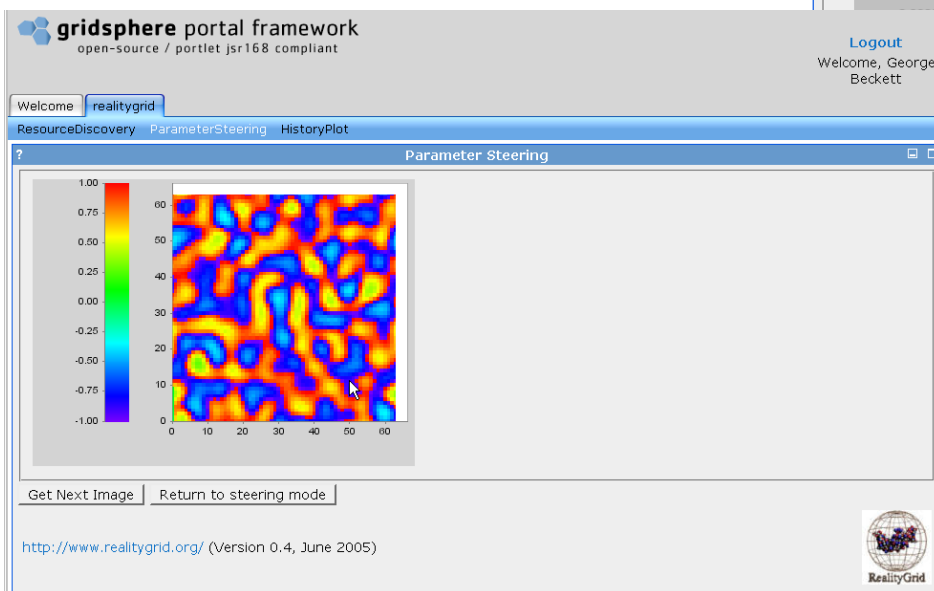 gridsphere portal framework
open-source / portlet jsr168 compliant
Logout
Welcome, George
Beckett
Welcome realitygrid
ResourceDiscovery ParameterSteering HistoryPlot
? Parameter Steering
1.00
0.75
0.50
0.25
0.00
-0.25
-0.50
-0.75
-1.00
60
50
40
30
20
10
0
0 10 20 30 40 50 60
Get Next Image Return to steering mode
http://www.realitygrid.org/ (Version 0.4, June 2005)
RealityGrid